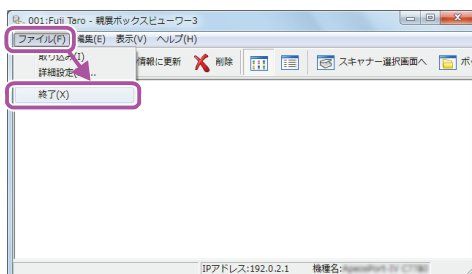 001:Fuji Taro - 親展ボックスビューワー3
ファイル(F) 編集(E) 表示(V) ヘルプ(H)
取り込み(I)
情報に更新 削除 スキャナー選択画面へ ボ
詳細設定
終了(X)
IPアドレス:192.0.2.1 機種名: